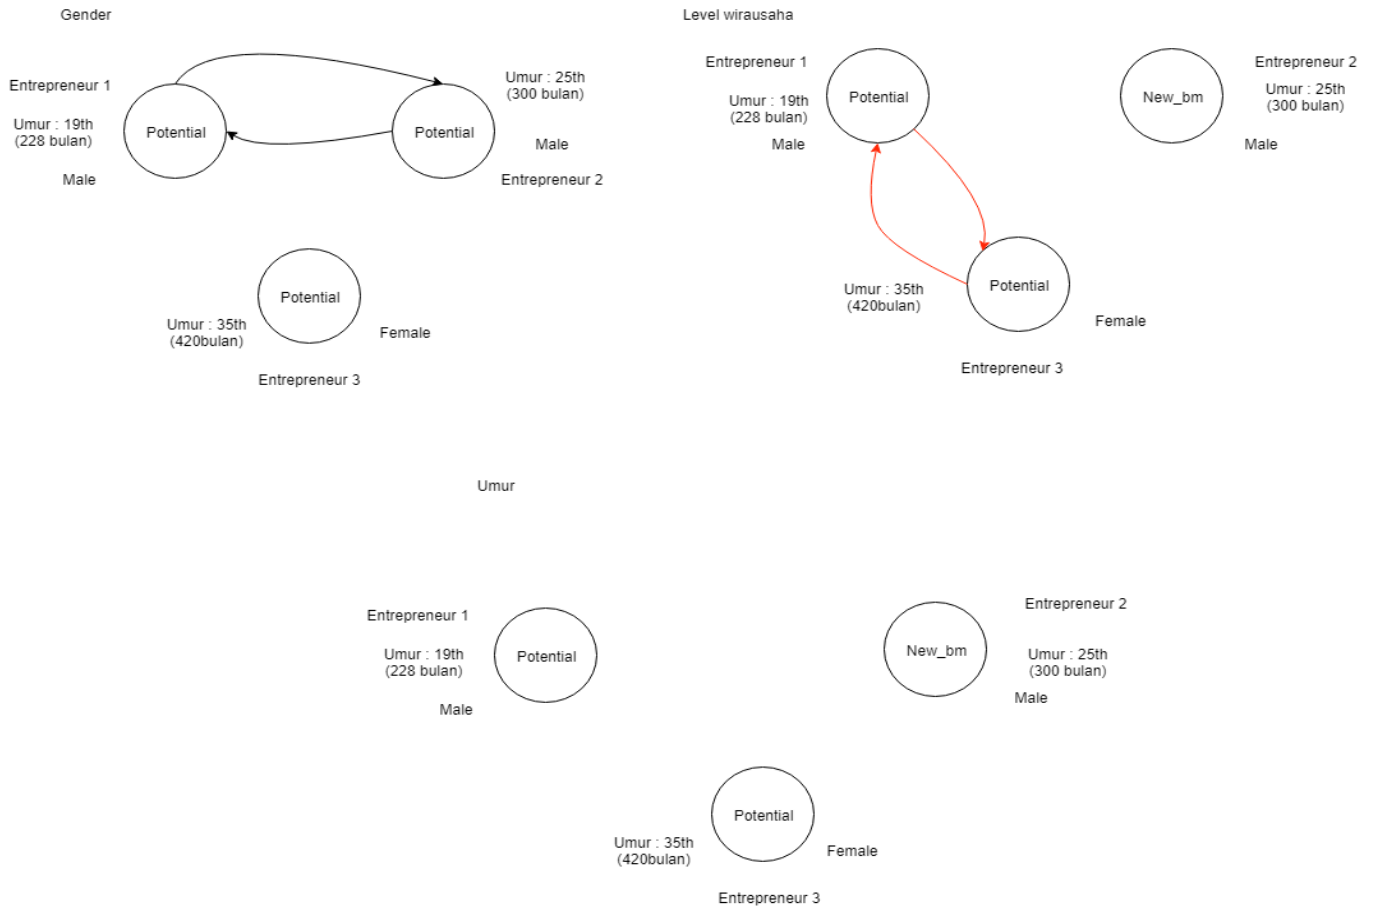 Gender
Entrepreneur 1
Umur : 19th
(228 bulan)
Male
Potential
Potential
Umur : 25th
(300 bulan)
Male
Entrepreneur 2
Potential
Umur : 35th
(420bulan)
Female
Entrepreneur 3
Level wirausaha
Entrepreneur 1
Umur : 19th
(228 bulan)
Male
Potential
New_bm
Entrepreneur 2
Umur : 25th
(300 bulan)
Male
Potential
Umur : 35th
(420bulan)
Female
Entrepreneur 3
Umur
Entrepreneur 1
Umur : 19th
(228 bulan)
Male
Potential
New_bm
Entrepreneur 2
Umur : 25th
(300 bulan)
Male
Potential
Umur : 35th
(420bulan)
Female
Entrepreneur 3